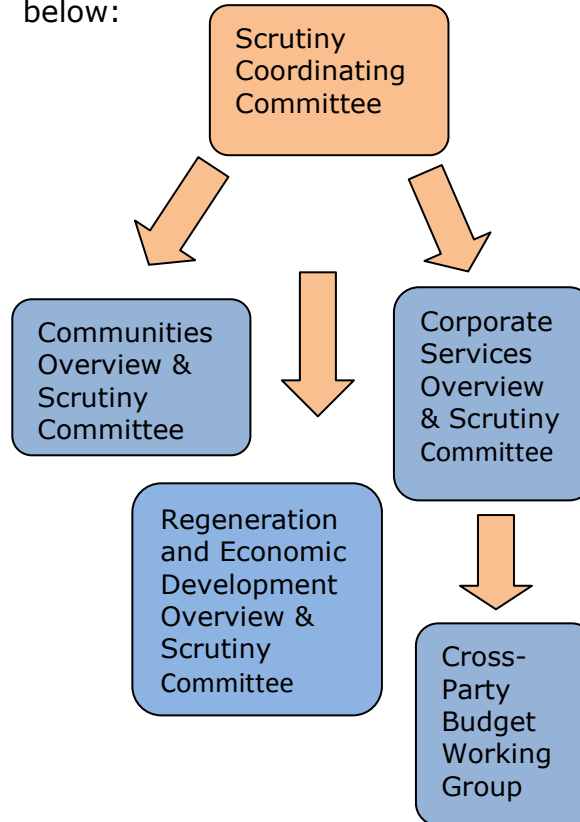 below:
Scrutiny
Coordinating
Committee
Communities
Overview &
Scrutiny
Committee
Corporate
Services
Overview
& Scrutiny
Committee
Regeneration
and Economic
Development
Overview &
Scrutiny
Committee
Cross-
Party
Budget
Working
Group